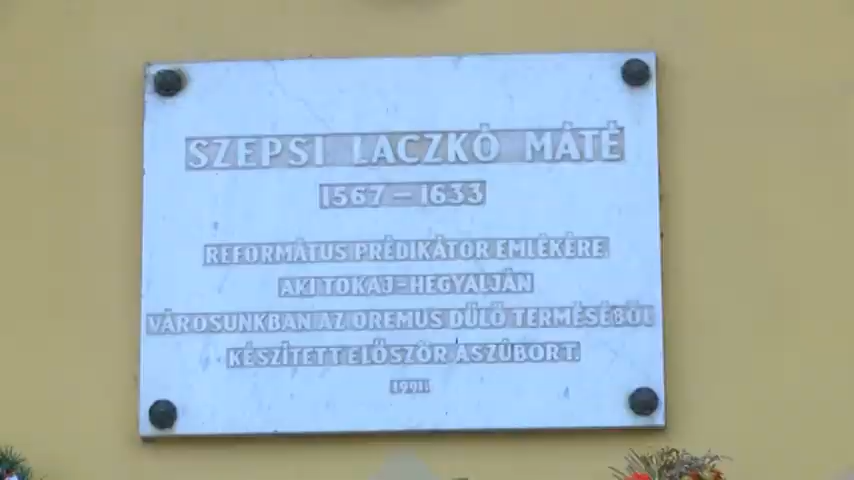 SZEPSI LACZKÓ MÁTÉ
1567 – 1633
REFORMÁTUS PRÉDIKÁTOR EMLÉKÉRE
AKI TOKAJ-HEGYALJÁN
VÁROSUNKBAN AZ OREMUS DŰLŐ TERMÉSÉBŐL
KÉSZÍTETT ELŐSZÖR ASZÚBORT.
1991.